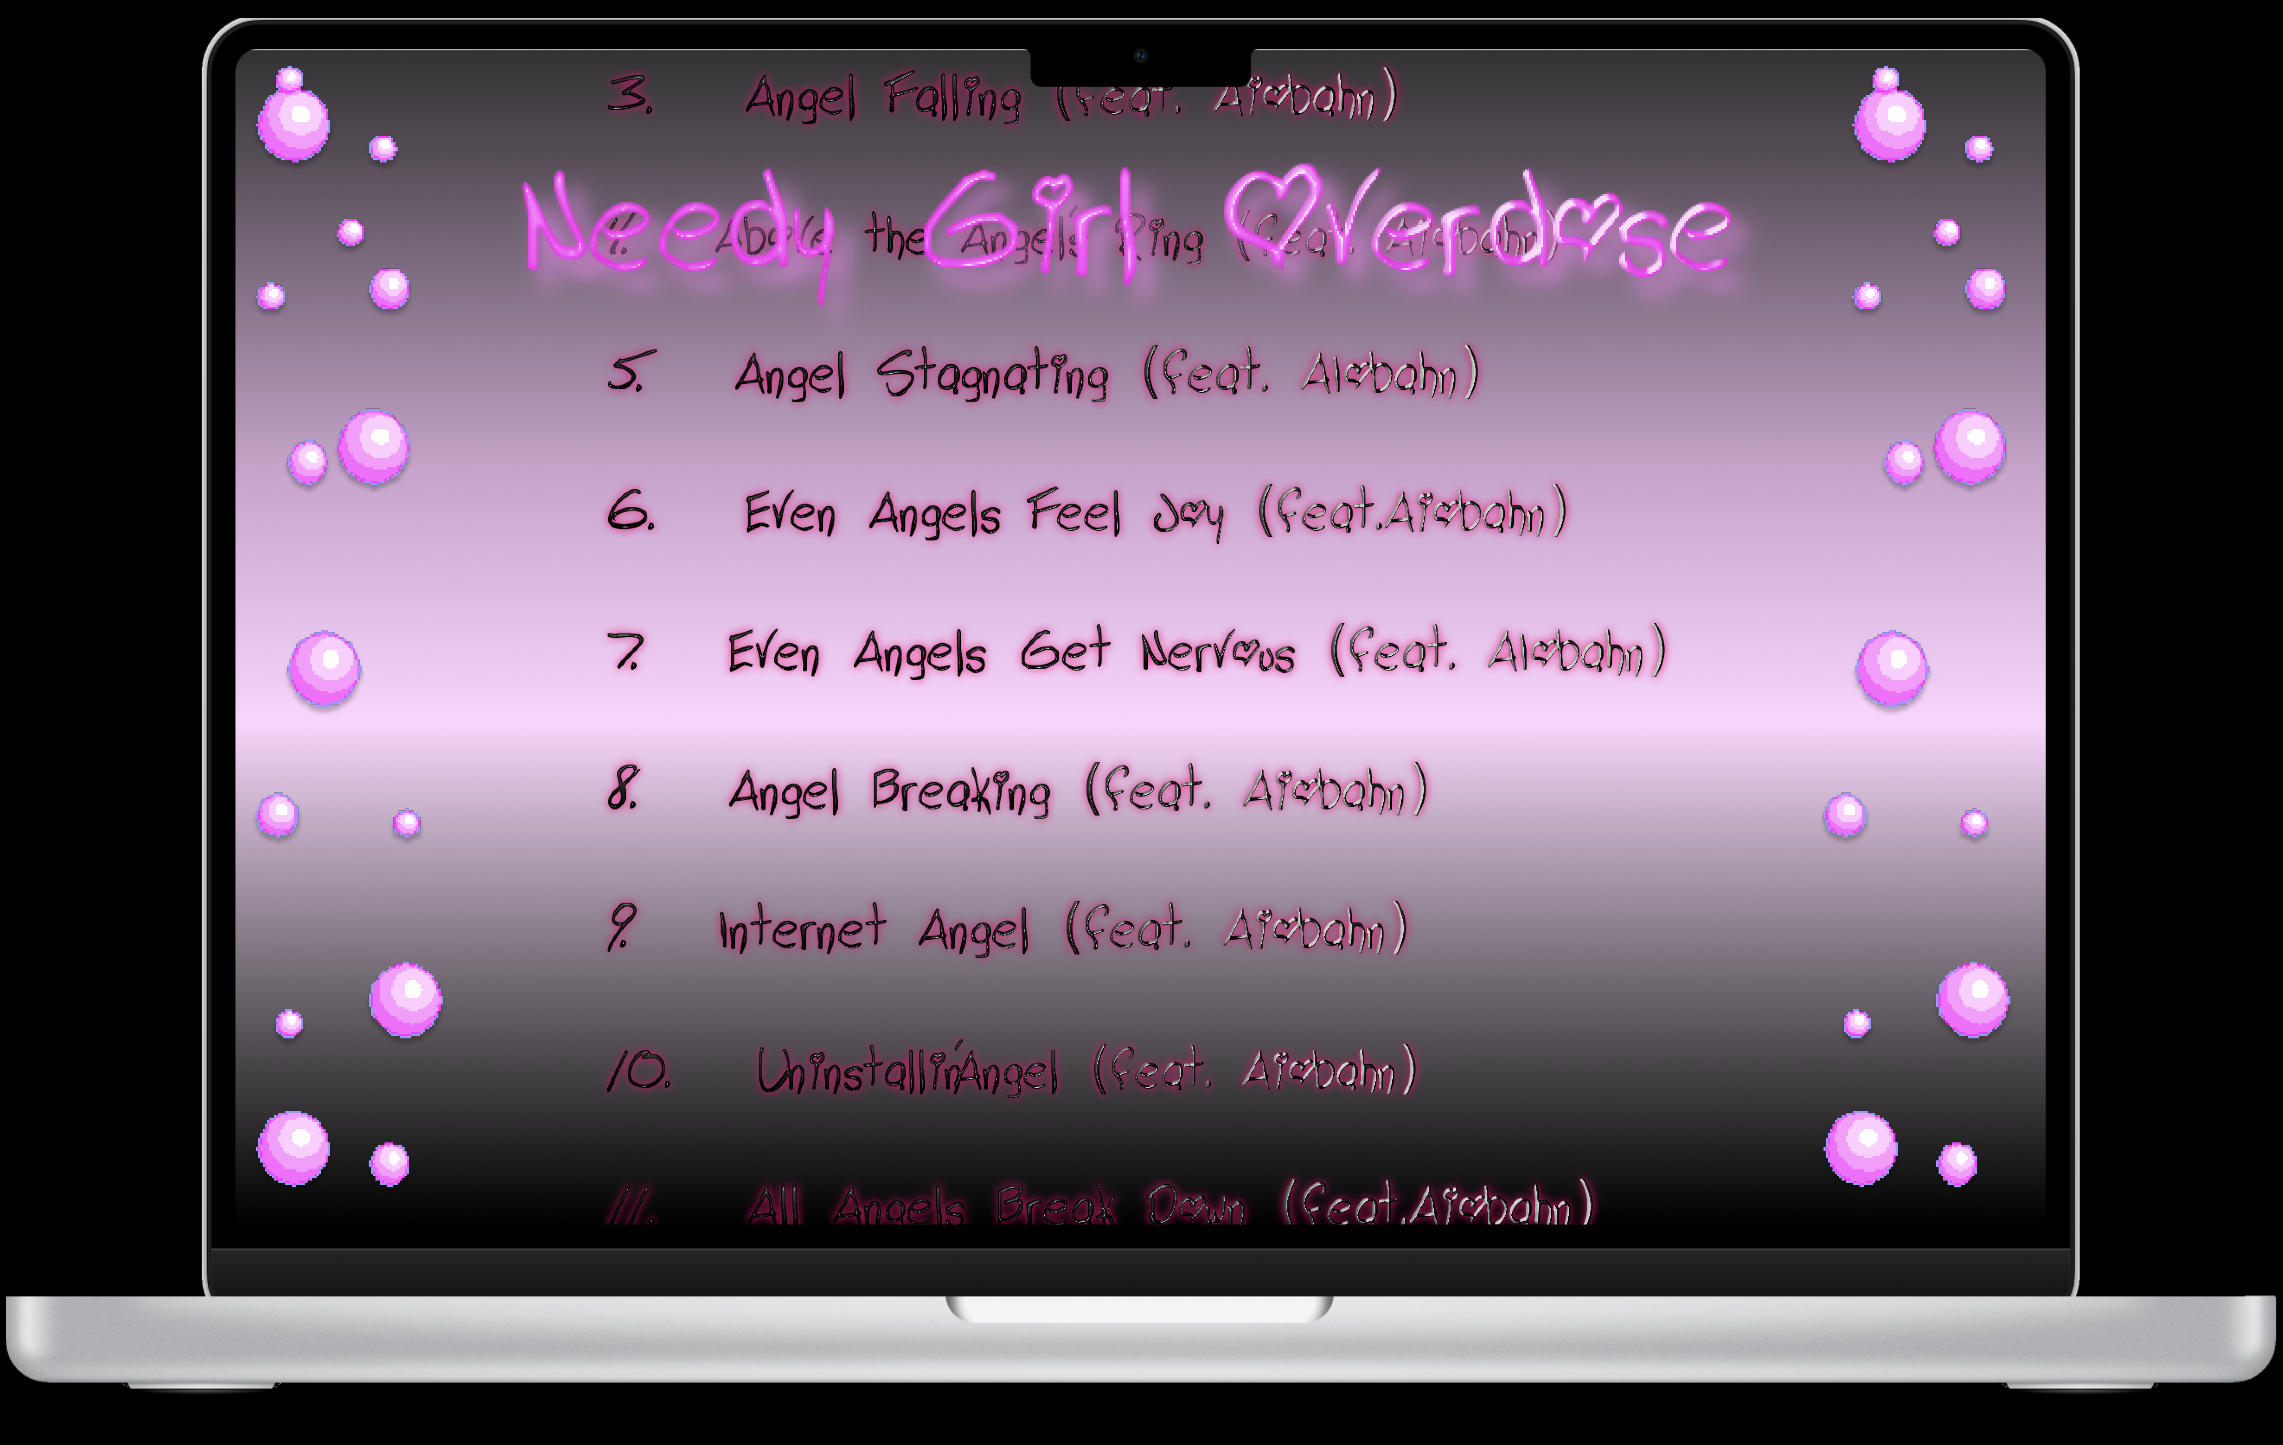 3. Angel Falling (feat. Aiobahn)
Needy Girl Overdose
4. Above the Angel's Ring (feat. Aiobahn)
5. Angel Stagnating (feat. AIobahn)
6. Even Angels Feel Joy (feat.Aiobahn)
7. Even Angels Get Nervous (feat. AIobahn)
8. Angel Breaking (feat. Aiobahn)
9. Internet Angel (feat. Aiobahn)
10. Uninstallin'Angel (feat. Aiobahn)
11. All Angels Break Down (feat.Aiobahn)